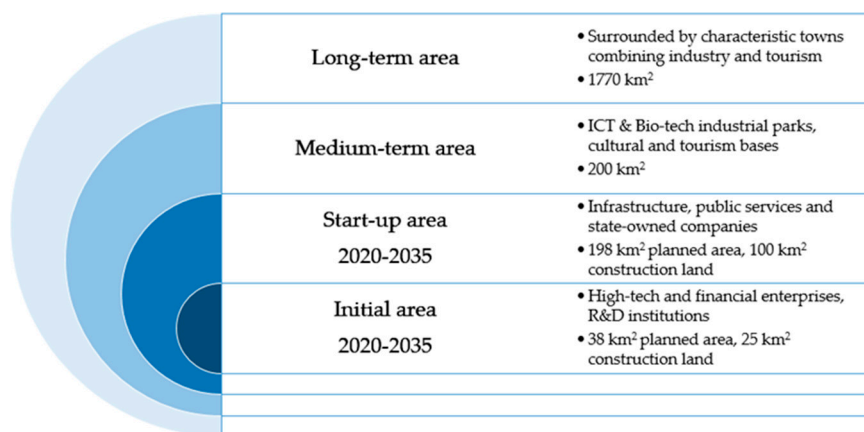 Long-term area
• Surrounded by characteristic towns
combining industry and tourism
• 1770 km²
Medium-term area
• ICT & Bio-tech industrial parks,
cultural and tourism bases
• 200 km²
Start-up area
2020-2035
• Infrastructure, public services and
state-owned companies
• 198 km² planned area, 100 km²
construction land
Initial area
2020-2035
• High-tech and financial enterprises,
R&D institutions
• 38 km² planned area, 25 km²
construction land